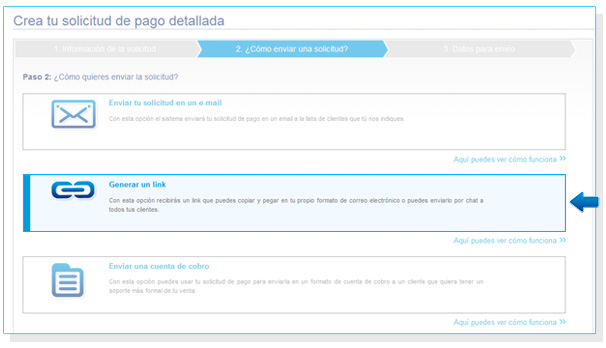 Crea tu solicitud de pago detallada
1. Información de la solicitud
2. ¿Cómo enviar una solicitud?
3. Datos para envío
Paso 2: ¿Cómo quieres enviar la solicitud?
Enviar tu solicitud en un e-mail
Con esta opción el sistema enviará tu solicitud de pago en un email a la lista de clientes que tú nos indiques.
Aquí puedes ver cómo funciona »
Generar un link
Con esta opción recibirás un link que puedes copiar y pegar en tu propio formato de correo electrónico o puedes enviarlo por chat a
todos tus clientes.
Aquí puedes ver cómo funciona »
Enviar una cuenta de cobro
Con esta opción puedes usar tu solicitud de pago para enviarla en un formato de cuenta de cobro a un cliente que quiera tener un
soporte más formal de tu venta.
Aquí puedes ver cómo funciona »